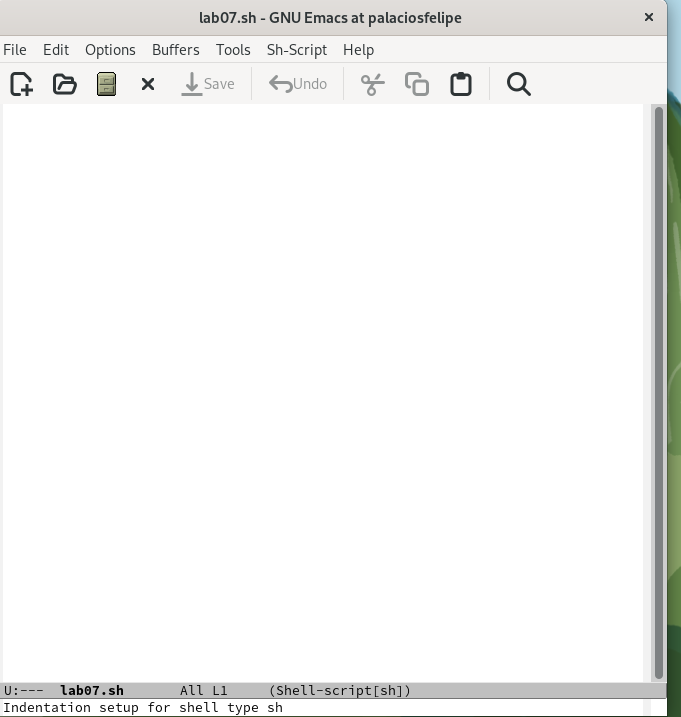 lab07.sh - GNU Emacs at palaciosfelipe
×
File Edit Options Buffers Tools Sh-Script Help
Save Undo
U:--- lab07.sh All L1 (Shell-script[sh])
Indentation setup for shell type sh